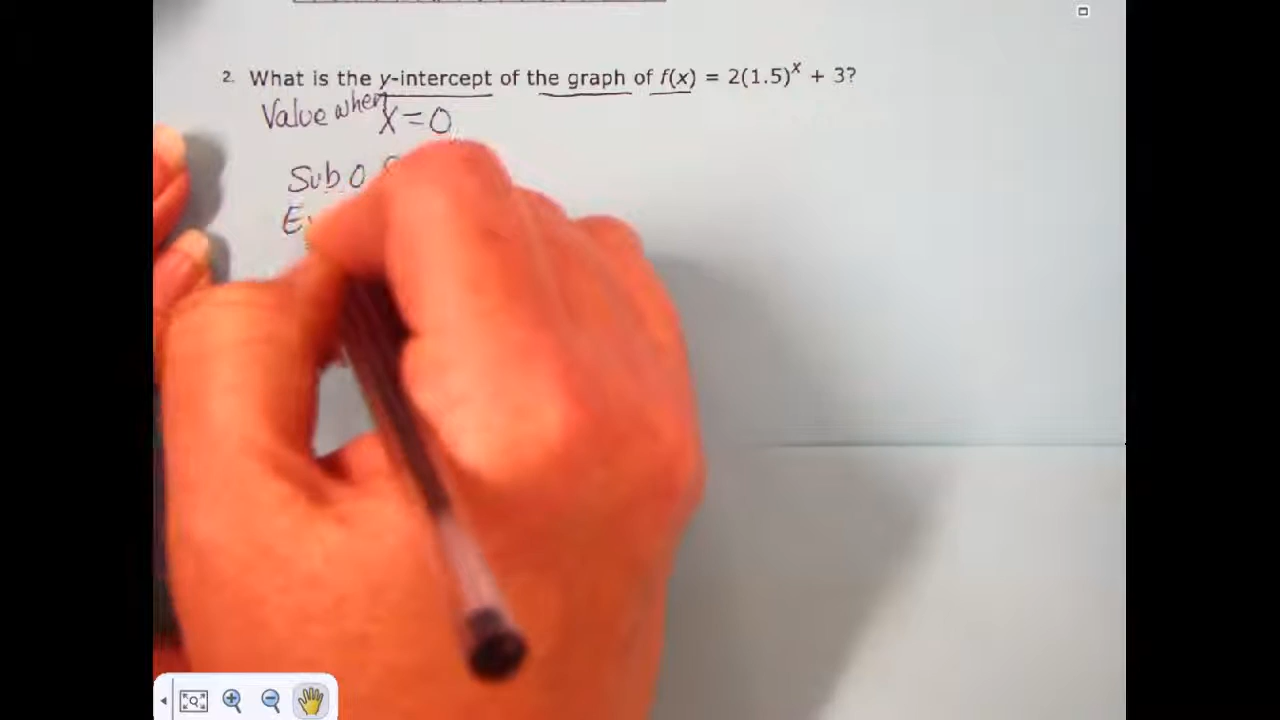 2. What is the y-intercept of the graph of f(x) = 2(1.5)^x + 3?
Value when x = 0
Sub 0